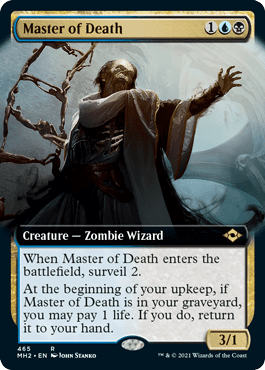 Master of Death 1
Creature — Zombie Wizard
When Master of Death enters the
battlefield, surveil 2.
At the beginning of your upkeep, if
Master of Death is in your graveyard,
you may pay 1 life. If you do, return
it to your hand.
3/1
465 R
MH2 • EN JOHN STANKO
™ & © 2021 Wizards of the Coast